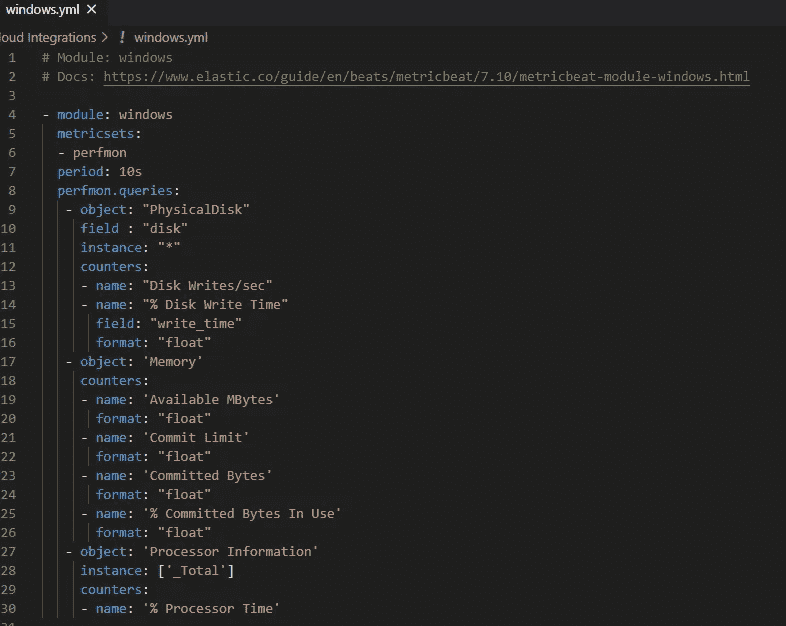 windows.yml ×
loud Integrations > ! windows.yml
1 # Module: windows
2 # Docs: https://www.elastic.co/guide/en/beats/metricbeat/7.10/metricbeat-module-windows.html
3
4 - module: windows
5 metricsets:
6 - perfmon
7 period: 10s
8 perfmon.queries:
9 - object: "PhysicalDisk"
10 field : "disk"
11 instance: "*"
12 counters:
13 - name: "Disk Writes/sec"
14 - name: "% Disk Write Time"
15 field: "write_time"
16 format: "float"
17 - object: 'Memory'
18 counters:
19 - name: 'Available MBytes'
20 format: "float"
21 - name: 'Commit Limit'
22 format: "float"
23 - name: 'Committed Bytes'
24 format: "float"
25 - name: '% Committed Bytes In Use'
26 format: "float"
27 - object: 'Processor Information'
28 instance: ['_Total']
29 counters:
30 - name: '% Processor Time'